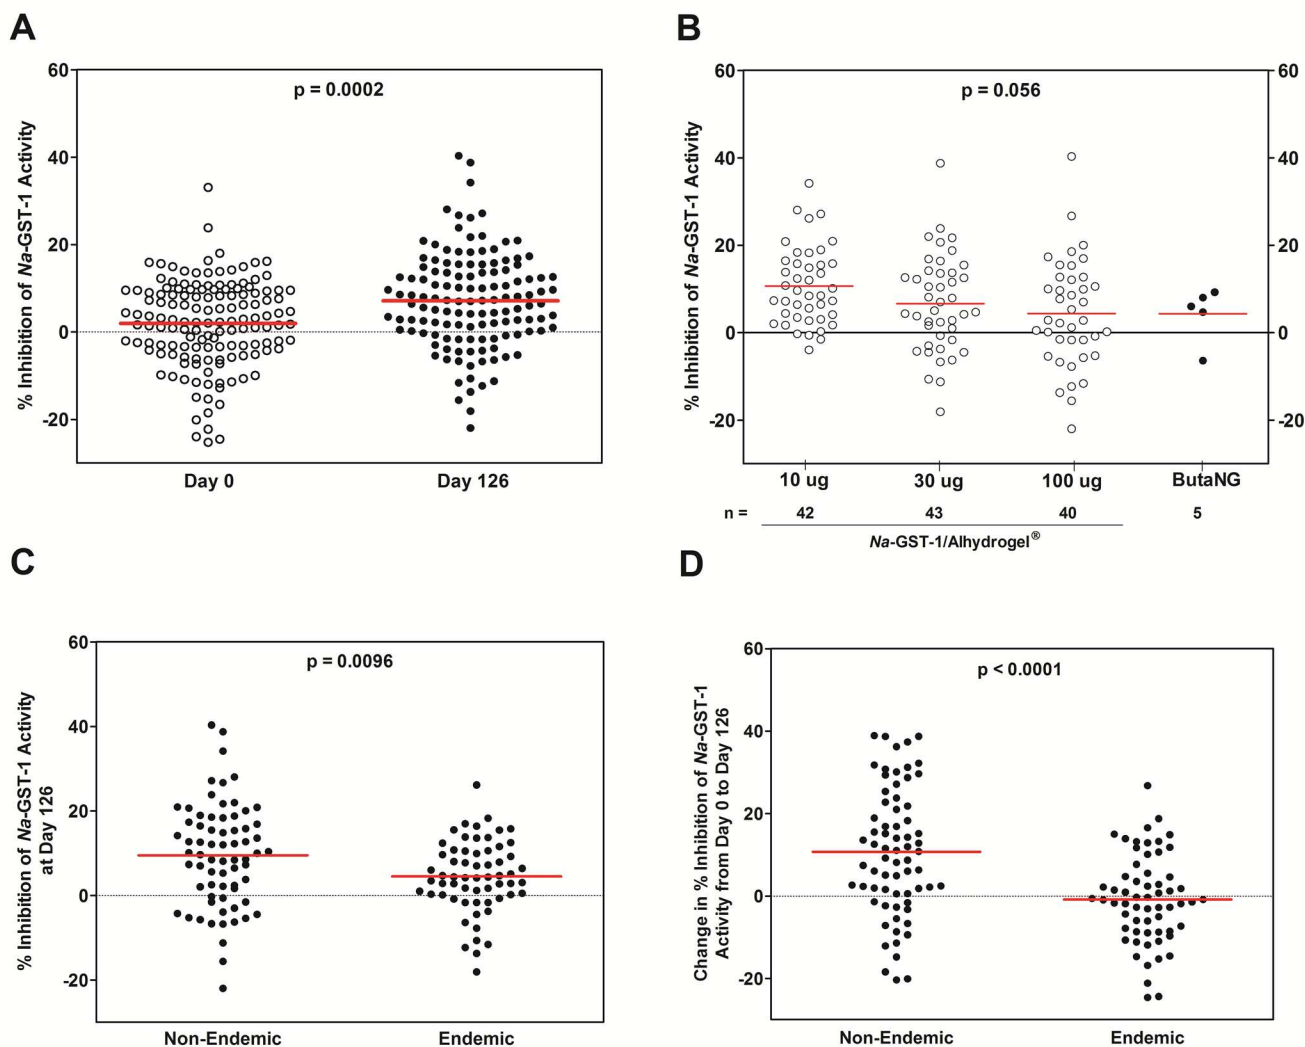 A
% Inhibition of Na-GST-1 Activity
60
40
20
0
-20
p = 0.0002
Day 0
Day 126
B
% Inhibition of Na-GST-1 Activity
60
40
20
0
-20
p = 0.056
60
40
20
0
-20
10 ug
30 ug
100 ug
ButaNG
n =
42
43
40
5
Na-GST-1/Alhydrogel®
C
% Inhibition of Na-GST-1 Activity
at Day 126
60
40
20
0
-20
p = 0.0096
Non-Endemic
Endemic
D
Change in % Inhibition of Na-GST-1
Activity from Day 0 to Day 126
60
40
20
0
-20
p < 0.0001
Non-Endemic
Endemic